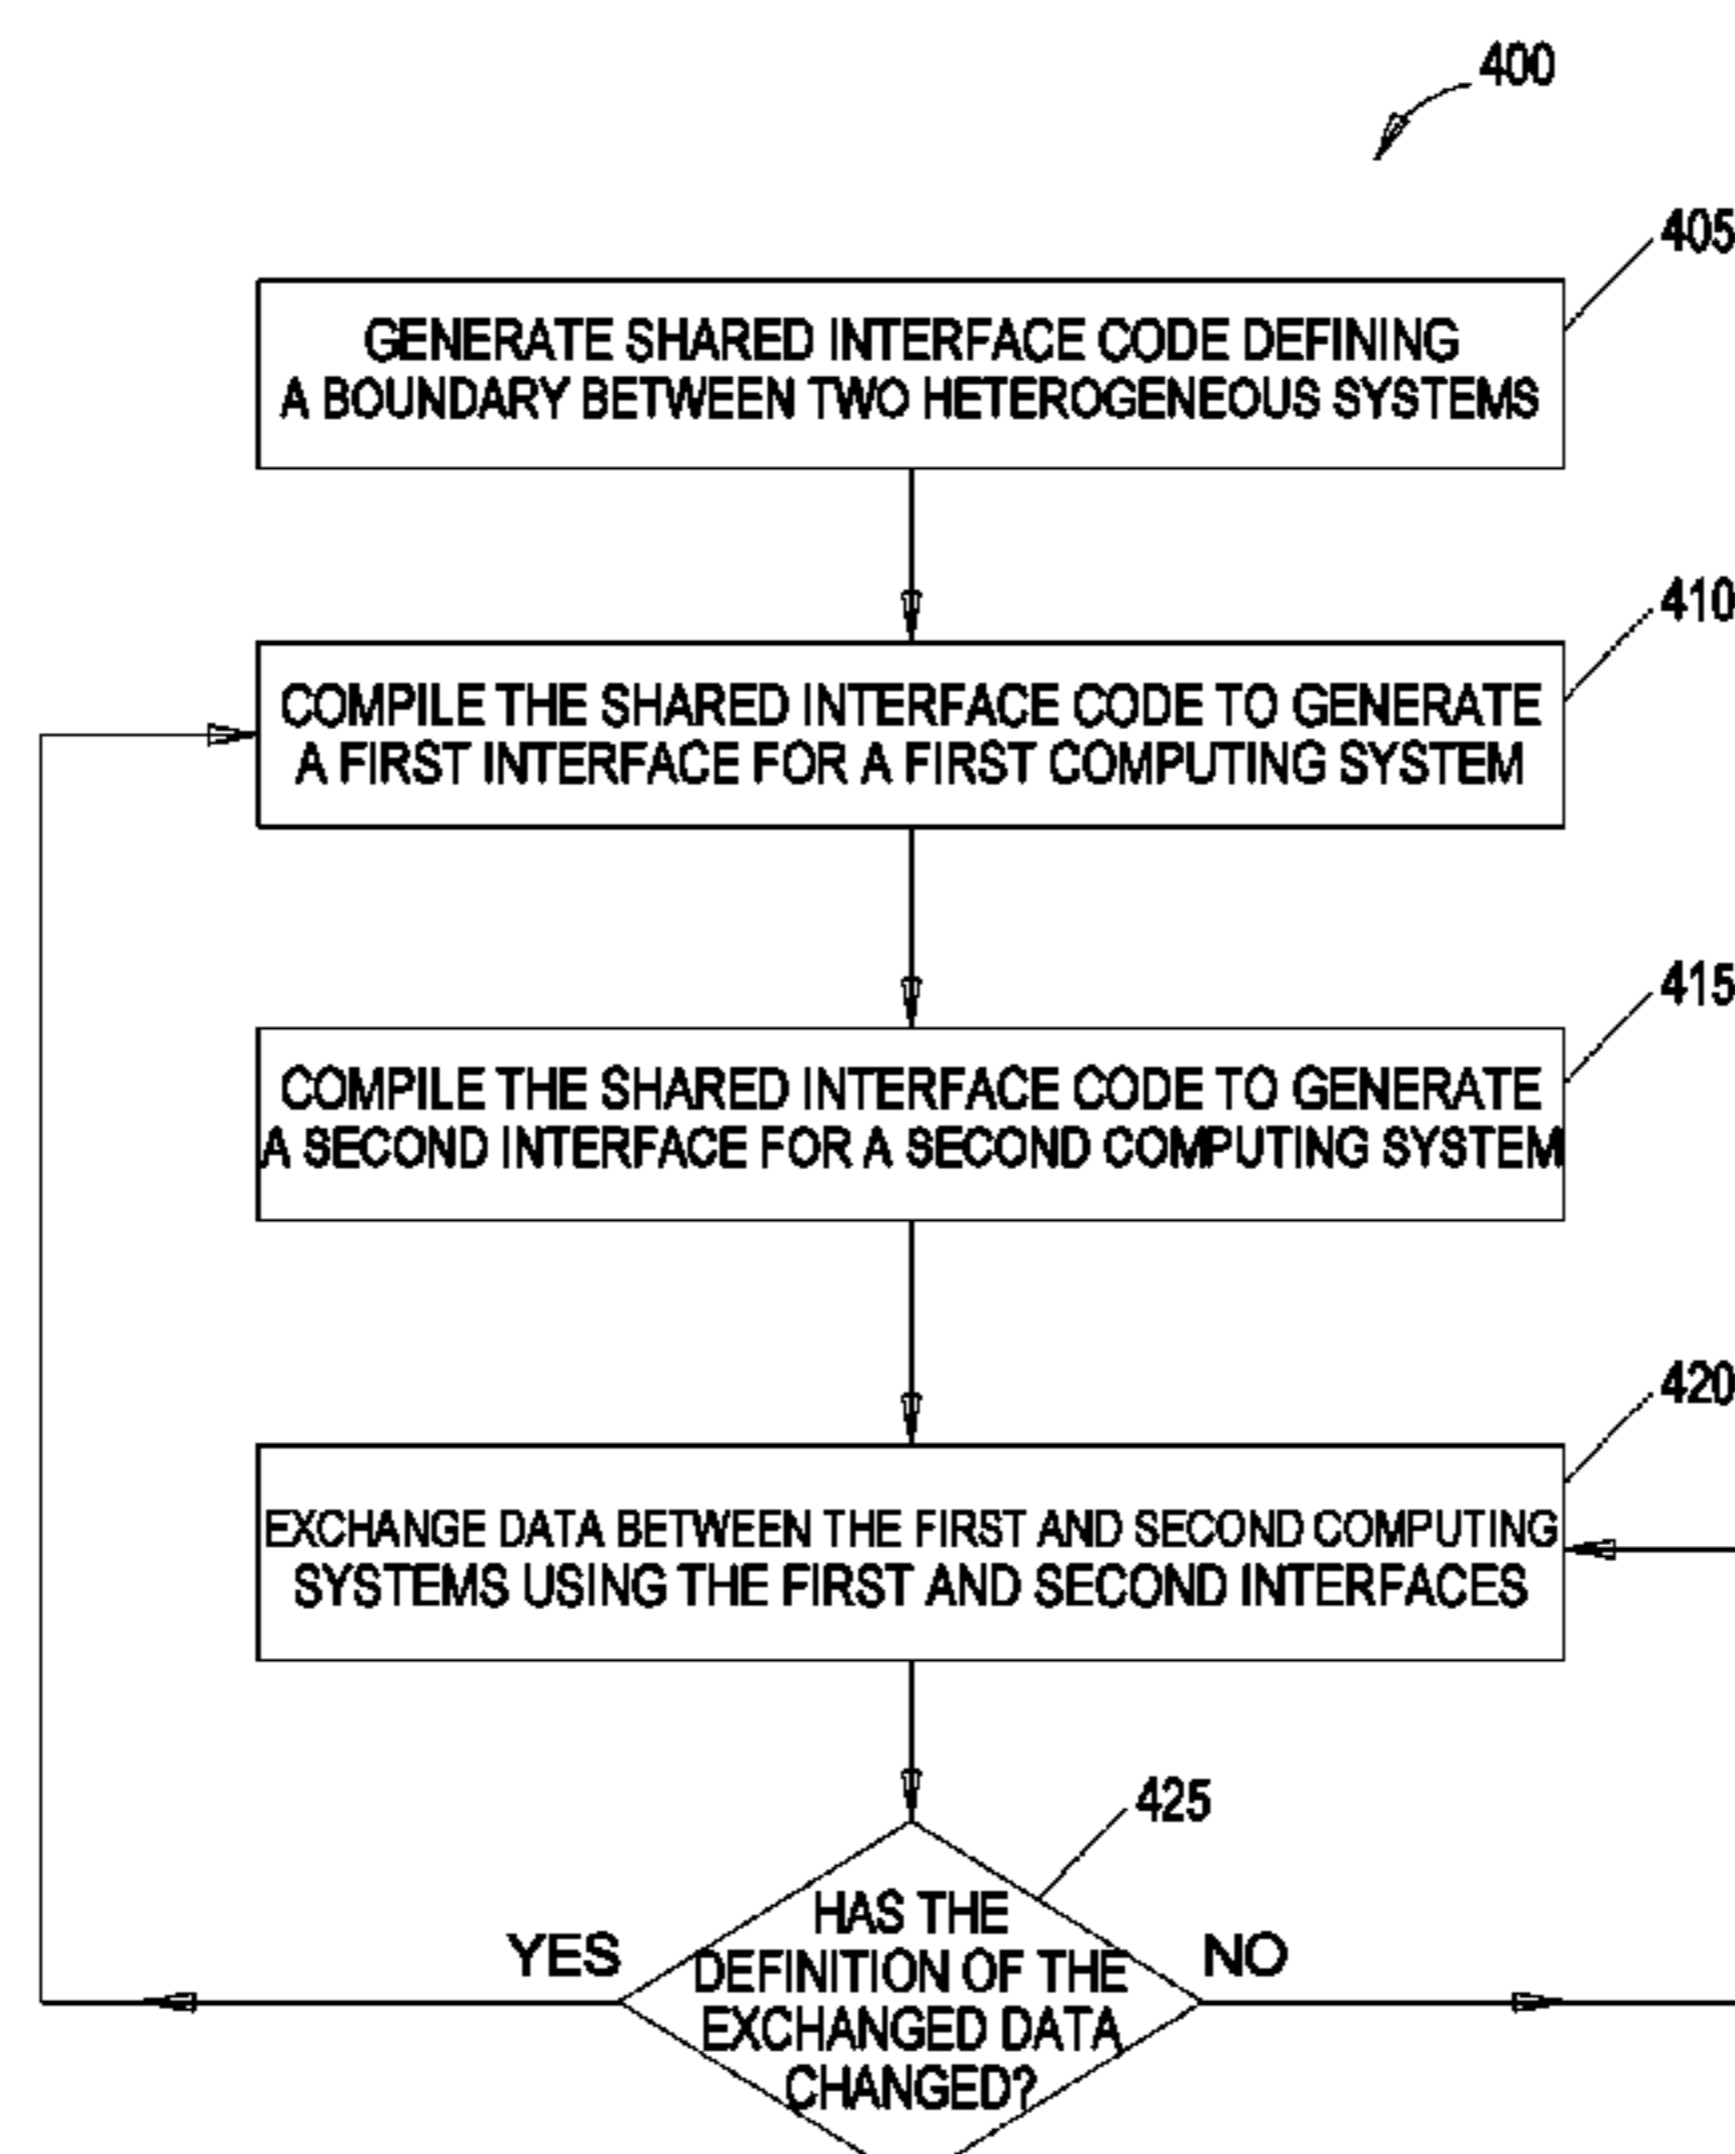 400
405
GENERATE SHARED INTERFACE CODE DEFINING
A BOUNDARY BETWEEN TWO HETEROGENEOUS SYSTEMS
410
COMPILE THE SHARED INTERFACE CODE TO GENERATE
A FIRST INTERFACE FOR A FIRST COMPUTING SYSTEM
415
COMPILE THE SHARED INTERFACE CODE TO GENERATE
A SECOND INTERFACE FOR A SECOND COMPUTING SYSTEM
420
EXCHANGE DATA BETWEEN THE FIRST AND SECOND COMPUTING
SYSTEMS USING THE FIRST AND SECOND INTERFACES
425
HAS THE
DEFINITION OF THE
EXCHANGED DATA
CHANGED?
YES
NO